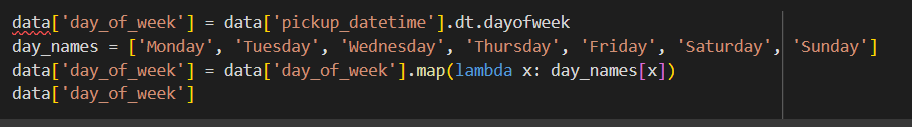 data['day_of_week'] = data['pickup_datetime'].dt.dayofweek
day_names = ['Monday', 'Tuesday', 'Wednesday', 'Thursday', 'Friday', 'Saturday', 'Sunday']
data['day_of_week'] = data['day_of_week'].map(lambda x: day_names[x])
data['day_of_week']